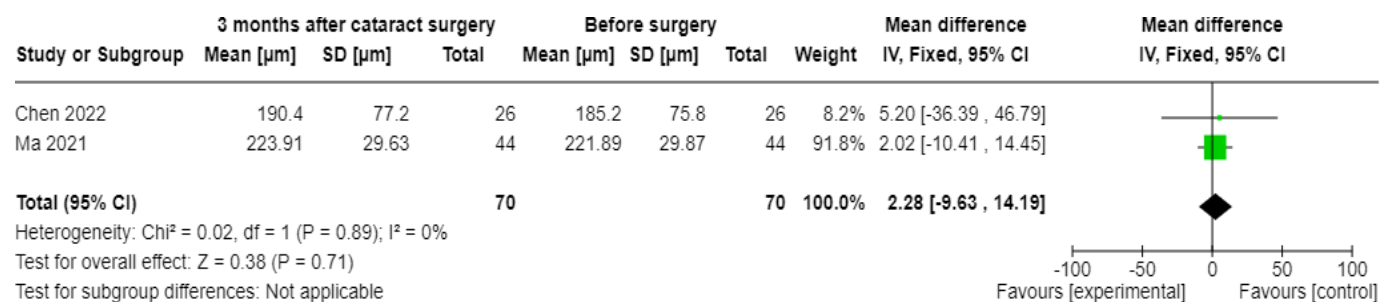 3 months after cataract surgery Before surgery Mean difference Mean difference
Study or Subgroup Mean [µm] SD [µm] Total Mean [µm] SD [µm] Total Weight IV, Fixed, 95% CI IV, Fixed, 95% CI
Chen 2022 190.4 77.2 26 185.2 75.8 26 8.2% 5.20 [-36.39 , 46.79]
Ma 2021 223.91 29.63 44 221.89 29.87 44 91.8% 2.02 [-10.41 , 14.45]
Total (95% CI) 70 70 100.0% 2.28 [-9.63 , 14.19]
Heterogeneity: Chi² = 0.02, df = 1 (P = 0.89); I² = 0%
Test for overall effect: Z = 0.38 (P = 0.71)
-100 -50 0 50 100
Test for subgroup differences: Not applicable Favours [experimental] Favours [control]